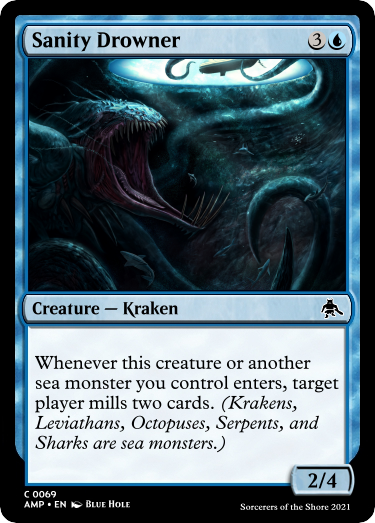 Sanity Drowner 3
Creature — Kraken
Whenever this creature or another
sea monster you control enters, target
player mills two cards. (Krakens,
Leviathans, Octopuses, Serpents, and
Sharks are sea monsters.)
2/4
C 0069
AMP • EN Blue Hole
Sorcerers of the Shore 2021